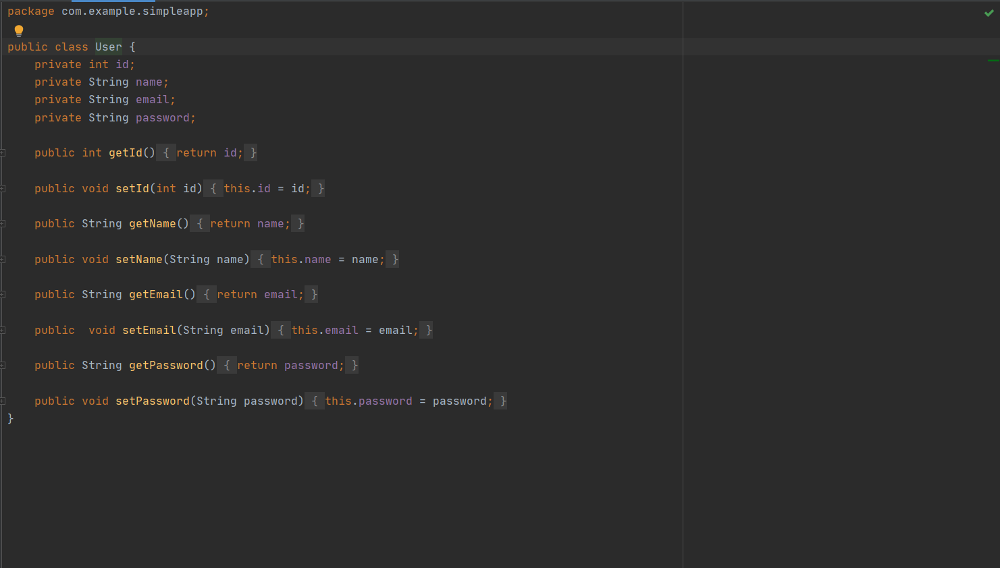 package com.example.simpleapp;
public class User {
    private int id;
    private String name;
    private String email;
    private String password;
    public int getId() { return id; }
    public void setId(int id) { this.id = id; }
    public String getName() { return name; }
    public void setName(String name) { this.name = name; }
    public String getEmail() { return email; }
    public  void setEmail(String email) { this.email = email; }
    public String getPassword() { return password; }
    public void setPassword(String password) { this.password = password; }
}